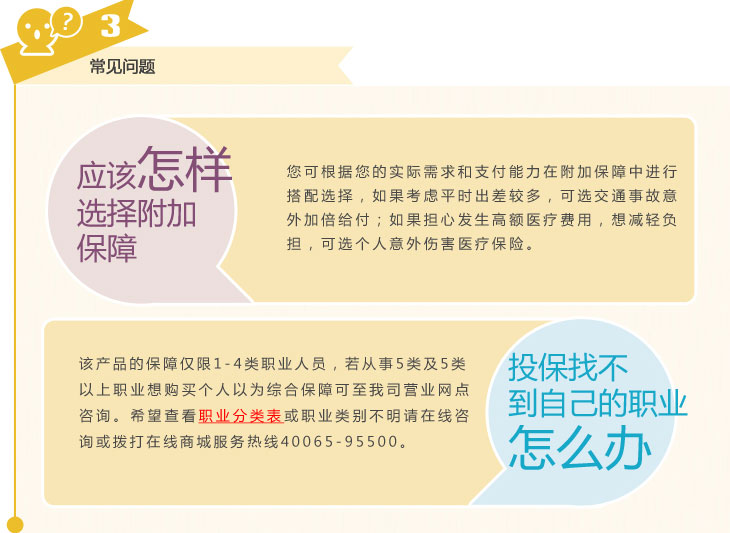 ?
3
常见问题
应该怎样
选择附加
保障
您可根据您的实际需求和支付能力在附加保障中进行
搭配选择，如果考虑平时出差较多，可选交通事故意
外加倍给付；如果担心发生高额医疗费用，想减轻负
担，可选个人意外伤害医疗保险。
该产品的保障仅限1-4类职业人员，若从事5类及5类
以上职业想购买个人以为综合保障可至我司营业网点
咨询。希望查看职业分类表或职业类别不明请在线咨
询或拨打在线商城服务热线40065-95500。
投保找不
到自己的职业
怎么办